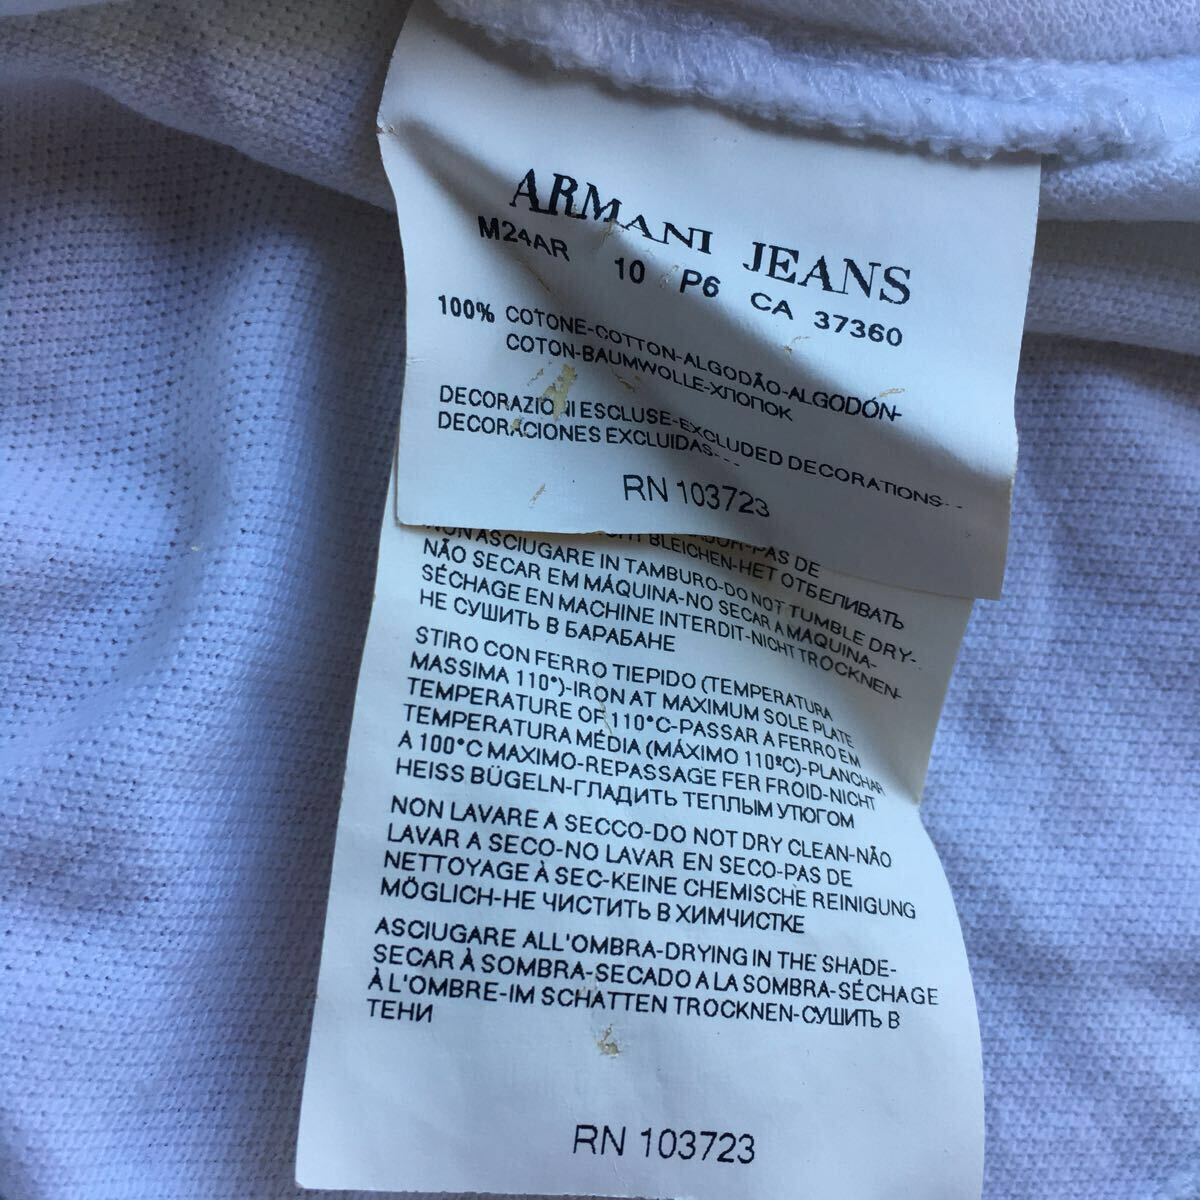 ARMANI JEANS
M24AR 10 P6 CA 37360
100% COTONE-COTTON-ALGODÃO-ALGODÓN-
COTON-BAUMWOLLE-ХЛОПОК
DECORAZIONI ESCLUSE-EXCLUDED DECORATIONS--
DECORACIONES EXCLUIDAS---
RN 103723
-PAS DE
BLEICHEN-НЕТ ОТБЕЛИВАТЬ
NON ASCIUGARE IN TAMBURO-DO NOT TUMBLE DRY-
NÃO SECAR EM MÁQUINA-NO SECAR A MAQUINA-
SÉCHAGE EN MACHINE INTERDIT-NICHT TROCKNEN-
НЕ СУШИТЬ В БАРАБАНЕ
STIRO CON FERRO TIEPIDO (TEMPERATURA
MASSIMA 110°)-IRON AT MAXIMUM SOLE PLATE
TEMPERATURE OF 110°C-PASSAR A FERRO EM
TEMPERATURA MÉDIA (MÁXIMO 110ºC)-PLANCHAR
A 100°C MAXIMO-REPASSAGE FER FROID-NICHT
HEISS BÜGELN-ГЛАДИТЬ ТЕПЛЫМ УТЮГОМ
NON LAVARE A SECCO-DO NOT DRY CLEAN-NÃO
LAVAR A SECO-NO LAVAR EN SECO-PAS DE
NETTOYAGE À SEC-KEINE CHEMISCHE REINIGUNG
MÖGLICH-НЕ ЧИСТИТЬ В ХИМЧИСТКЕ
ASCIUGARE ALL'OMBRA-DRYING IN THE SHADE-
SECAR À SOMBRA-SECADO A LA SOMBRA-SÉCHAGE
À L'OMBRE-IM SCHATTEN TROCKNEN-СУШИТЬ В
ТЕНИ
RN 103723